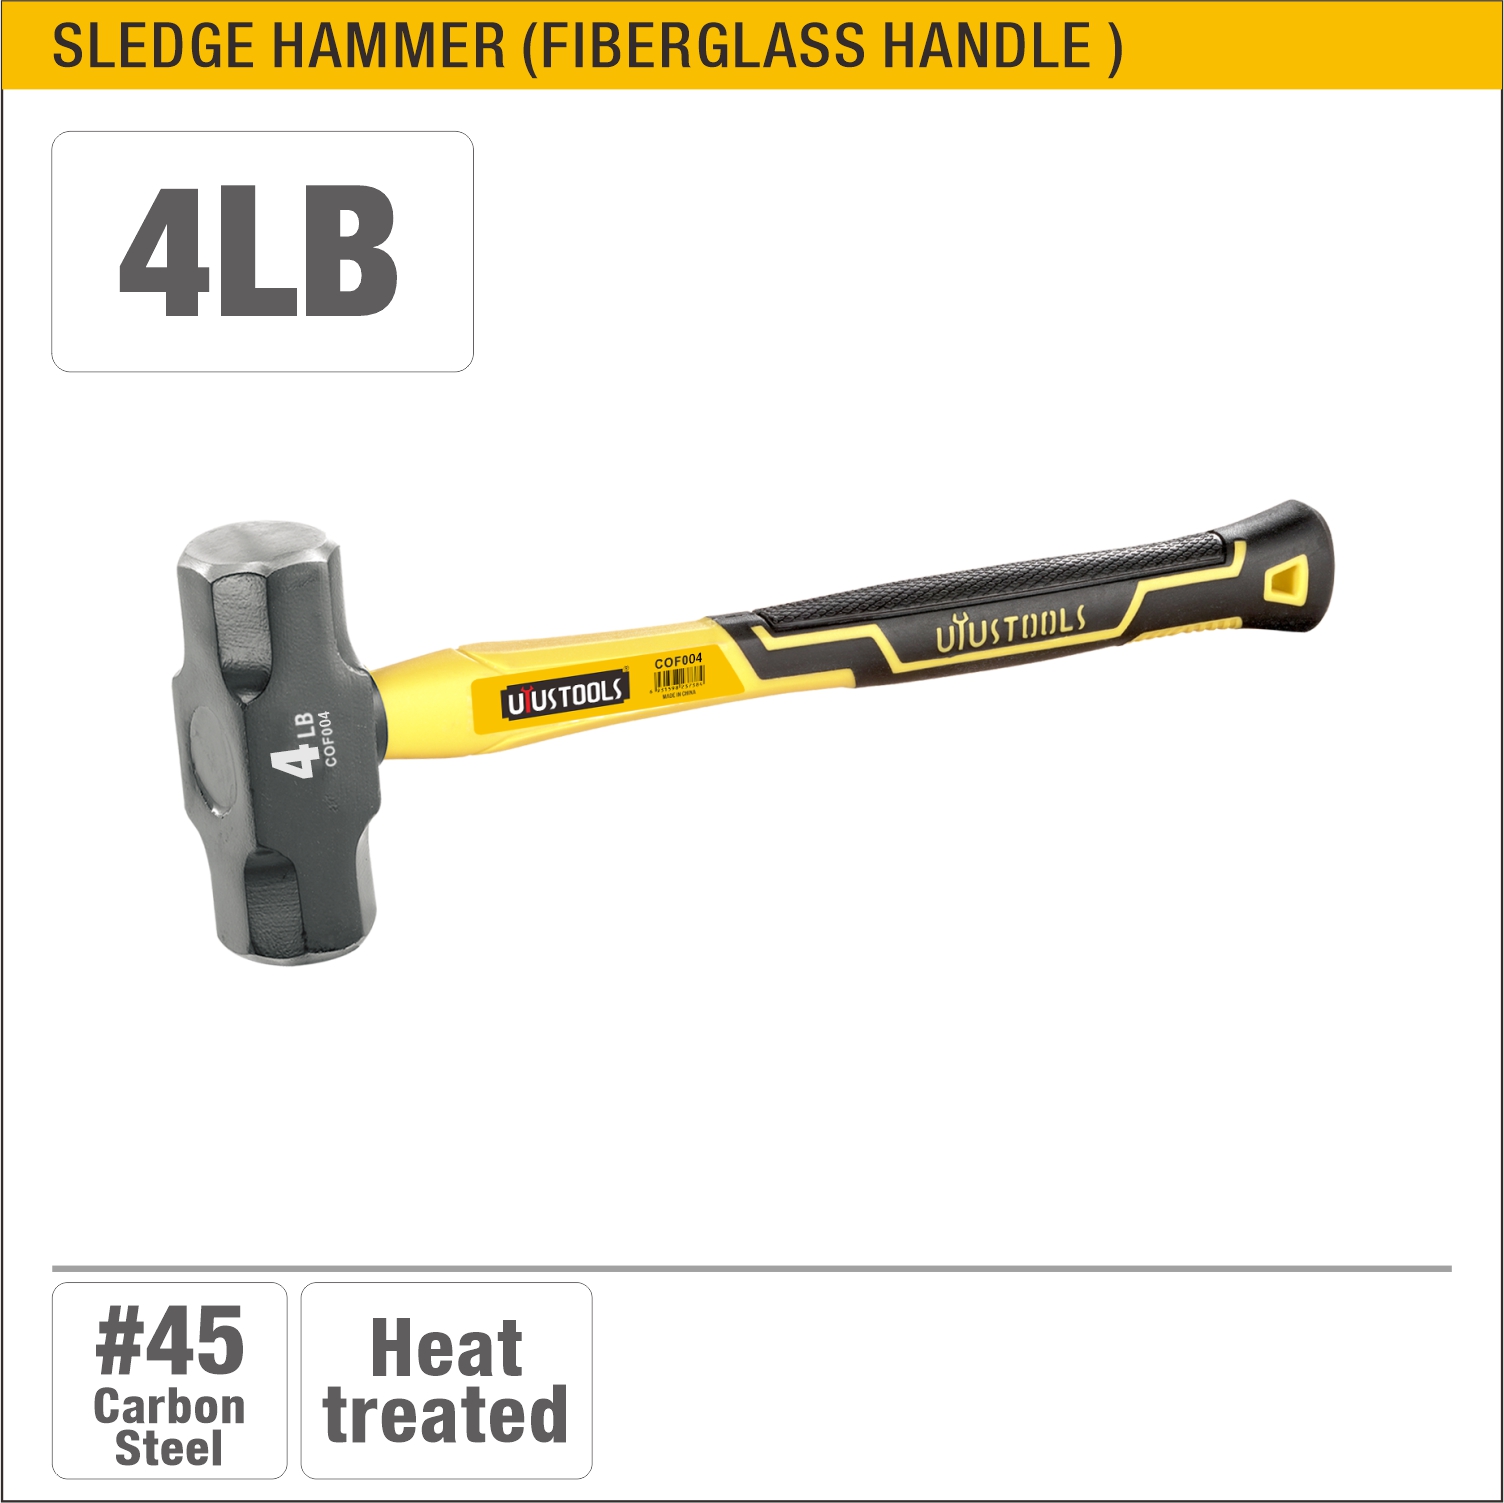 SLEDGE HAMMER (FIBERGLASS HANDLE )
4LB
UYUSTOOLS
UYUSTOOLS
®
COF004
MADE IN CHINA
4 LB
COF004
#45
Carbon
Steel
Heat
treated